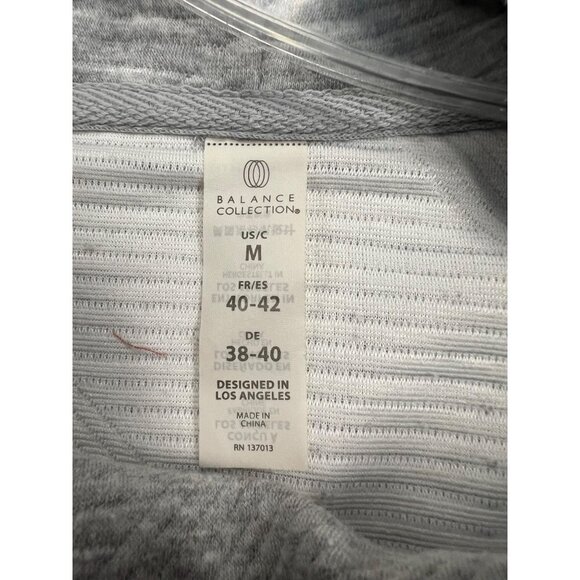 BALANCE
COLLECTION®
US/C
M
FR/ES
40-42
DE
38-40
DESIGNED IN
LOS ANGELES
MADE IN
CHINA
RN 137013